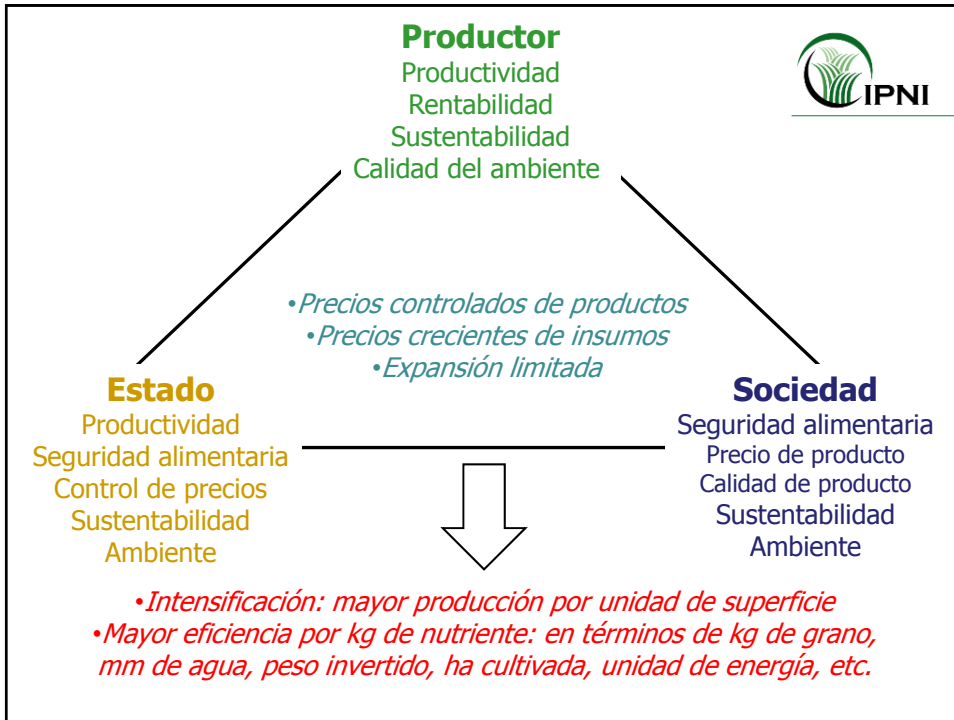 Productor
Productividad
Rentabilidad
Sustentabilidad
Calidad del ambiente
IPNI
•Precios controlados de productos
•Precios crecientes de insumos
•Expansión limitada
Estado
Productividad
Seguridad alimentaria
Control de precios
Sustentabilidad
Ambiente
Sociedad
Seguridad alimentaria
Precio de producto
Calidad de producto
Sustentabilidad
Ambiente
•Intensificación: mayor producción por unidad de superficie
•Mayor eficiencia por kg de nutriente: en términos de kg de grano,
mm de agua, peso invertido, ha cultivada, unidad de energía, etc.